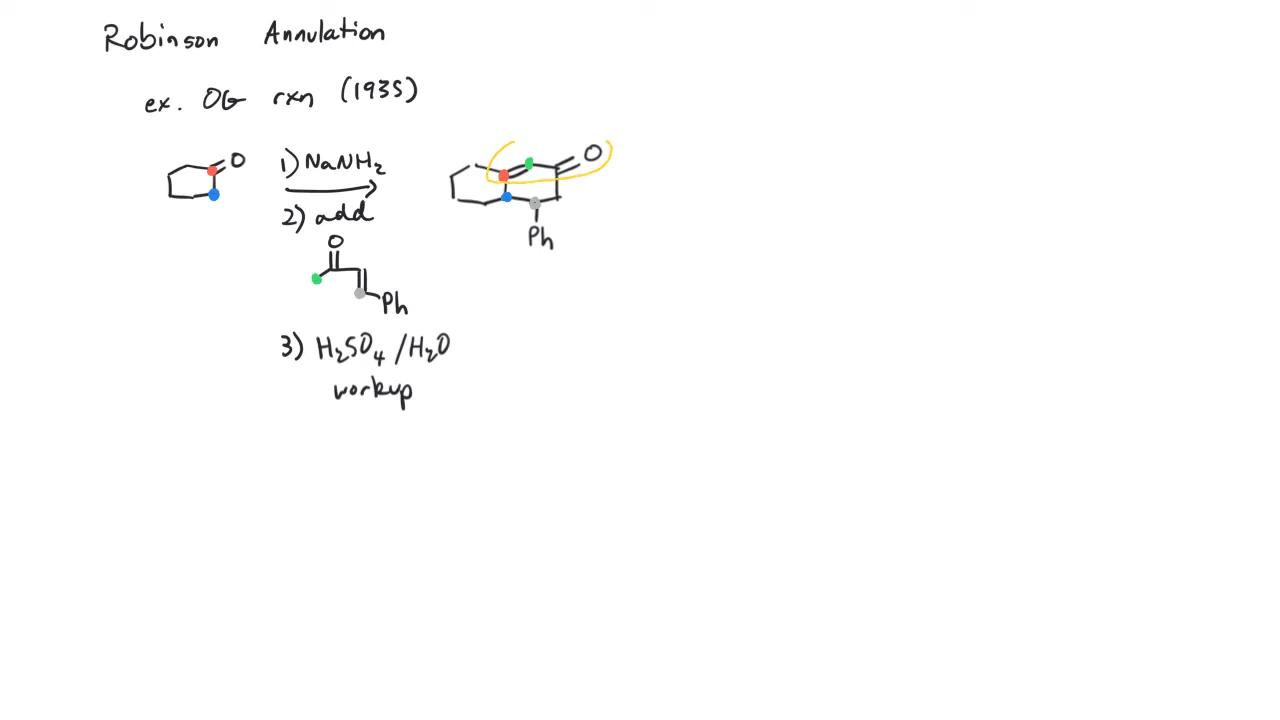 Robinson Annulation
ex. OG rxn (1935)
O
1) NaNH2
2) add
O
Ph
3) H2SO4 / H2O
workup
O
Ph